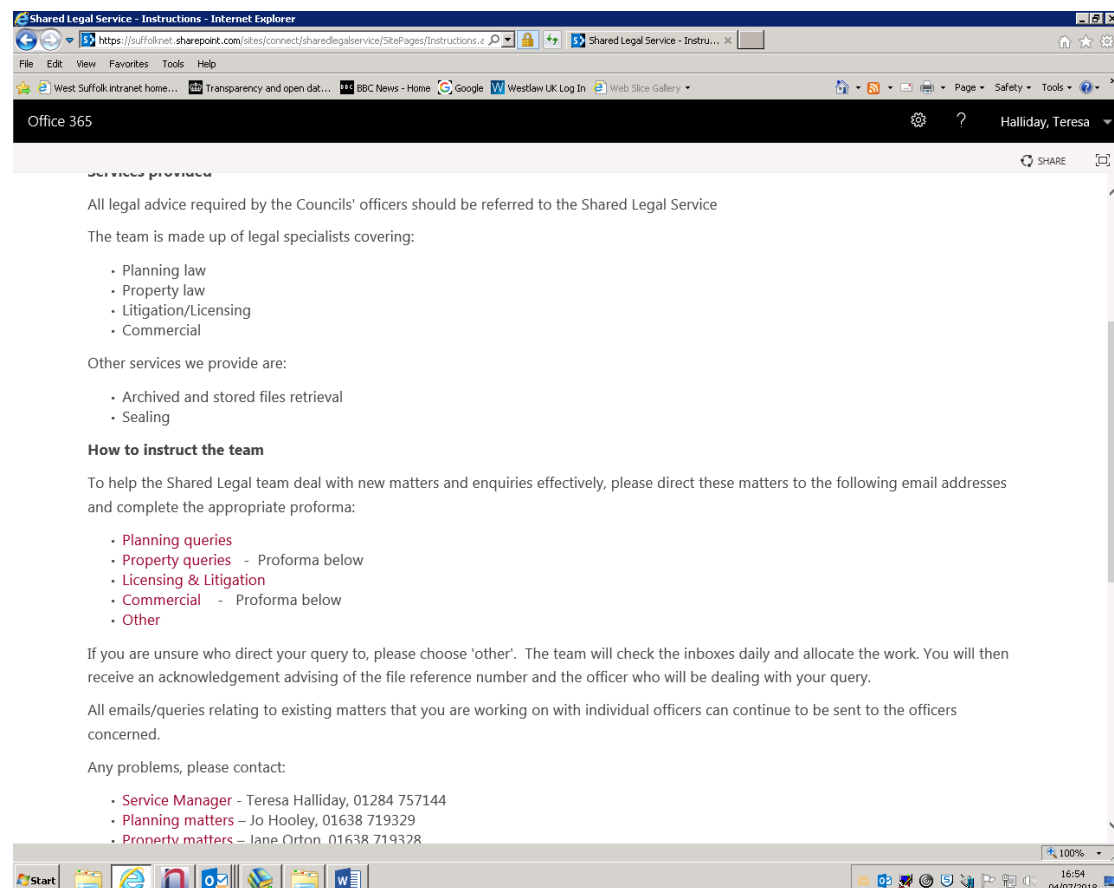 Shared Legal Service - Instructions - Internet Explorer
https://suffolknet.sharepoint.com/sites/connect/sharedlegalservice/SitePages/Instructions.a
Shared Legal Service - Instru...
File Edit View Favorites Tools Help
West Suffolk intranet home... Transparency and open dat... BBC News - Home Google Westlaw UK Log In Web Slice Gallery
Page Safety Tools
Office 365
? Halliday, Teresa
SHARE
Services provided
All legal advice required by the Councils' officers should be referred to the Shared Legal Service
The team is made up of legal specialists covering:
• Planning law
• Property law
• Litigation/Licensing
• Commercial
Other services we provide are:
• Archived and stored files retrieval
• Sealing
How to instruct the team
To help the Shared Legal team deal with new matters and enquiries effectively, please direct these matters to the following email addresses
and complete the appropriate proforma:
• Planning queries
• Property queries - Proforma below
• Licensing & Litigation
• Commercial - Proforma below
• Other
If you are unsure who direct your query to, please choose 'other'. The team will check the inboxes daily and allocate the work. You will then
receive an acknowledgement advising of the file reference number and the officer who will be dealing with your query.
All emails/queries relating to existing matters that you are working on with individual officers can continue to be sent to the officers
concerned.
Any problems, please contact:
• Service Manager - Teresa Halliday, 01284 757144
• Planning matters – Jo Hooley, 01638 719329
• Property matters – Jane Orton, 01638 719328
100%
Start
16:54
04/07/2018